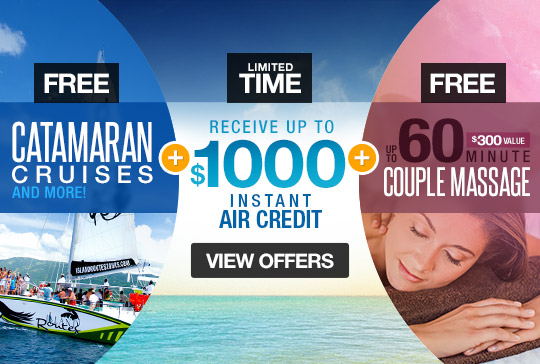 FREE
CATAMARAN
CRUISES
AND MORE!
ISLANDROUTESTOURS.COM
Routes
+
LIMITED
TIME
RECEIVE UP TO
$1000
INSTANT
AIR CREDIT
VIEW OFFERS
+
FREE
UP TO 60 MINUTE
$300 VALUE
COUPLE MASSAGE